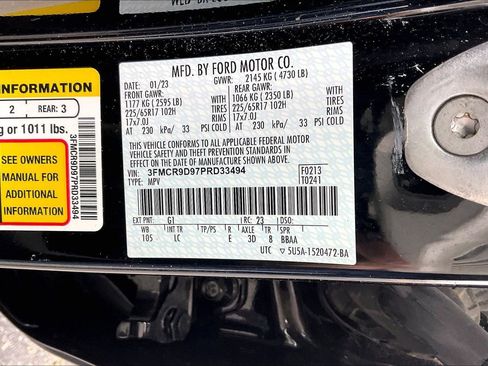 MFD. BY FORD MOTOR CO.
DATE: 01/23 GVWR: 2145 KG ( 4730 LB)
FRONT GAWR: REAR GAWR:
1177 KG (2595 LB) 1066 KG (2350 LB) WITH
225/65R17 102H 225/65R17 102H TIRES
17x7.0J 17x7.0J RIMS
AT 230 kPa/ 33 PSI COLD AT 230 kPa/ 33 PSI COLD
THIS VEHICLE CONFORMS TO ALL APPLICABLE FEDERAL MOTOR
VEHICLE SAFETY AND THEFT PREVENTION STANDARDS IN EFFECT ON
THE DATE OF MANUFACTURE SHOWN ABOVE.
VIN: 3FMCR9D97PRD33494 F0213
TYPE: MPV T0241
EXT PNT: G1 RC: 23 DSO:
WB INT TR TP/PS R AXLE TR SPR
105 LC E 3D 8 BBAA
UTC ▽ 5U5A-1520472-BA
INFORMATION
2 REAR: 3
g or 1011 lbs.
SEE OWNERS
MANUAL FOR
ADDITIONAL
INFORMATION
3FMCR9D97PRD33494